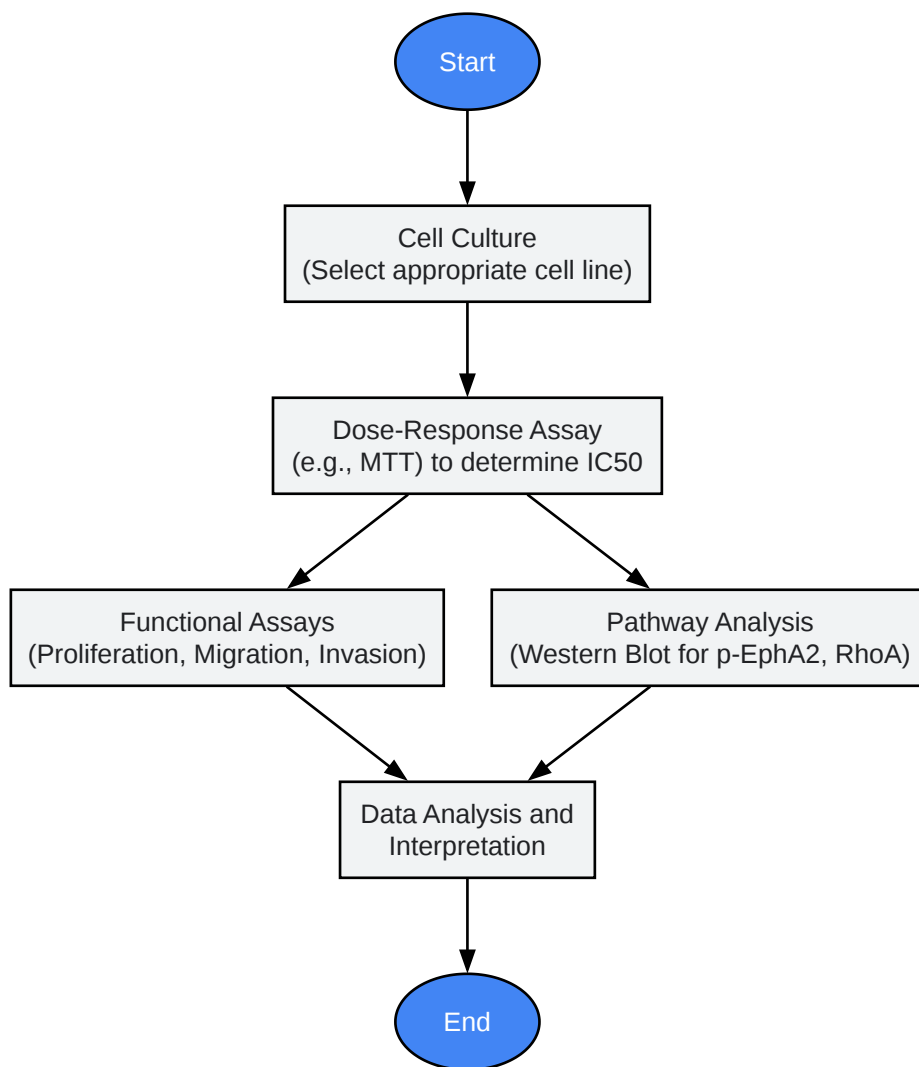 Start
Cell Culture
(Select appropriate cell line)
Dose-Response Assay
(e.g., MTT) to determine IC50
Functional Assays
(Proliferation, Migration, Invasion)
Pathway Analysis
(Western Blot for p-EphA2, RhoA)
Data Analysis and
Interpretation
End